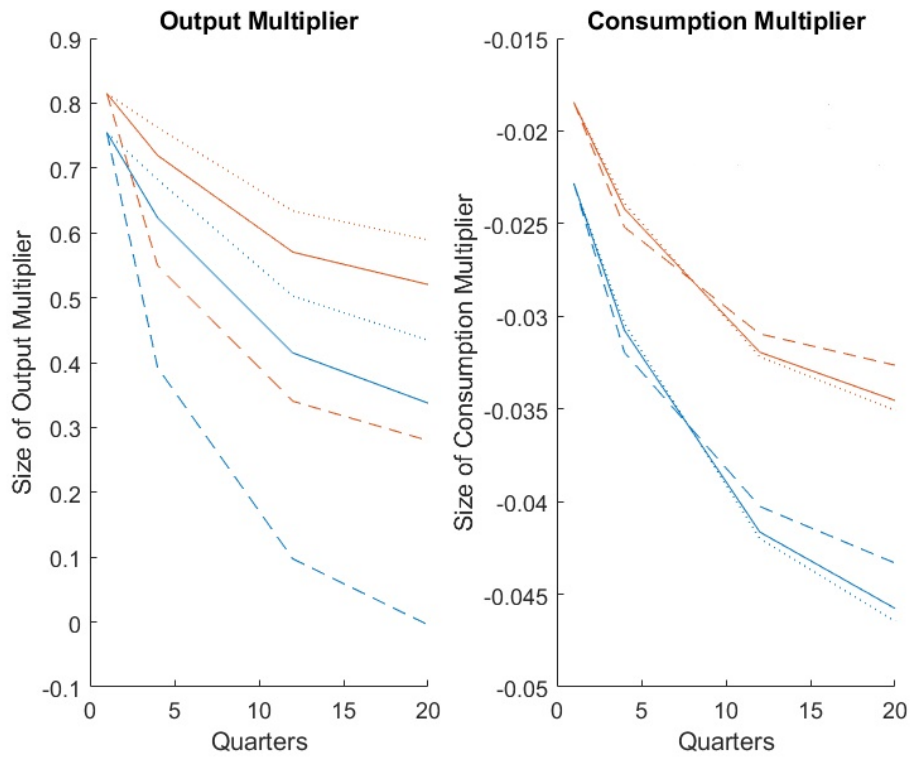 Output Multiplier
Size of Output Multiplier
0.9
0.8
0.7
0.6
0.5
0.4
0.3
0.2
0.1
0
-0.1
0 5 10 15 20
Quarters
Consumption Multiplier
Size of Consumption Multiplier
-0.015
-0.02
-0.025
-0.03
-0.035
-0.04
-0.045
-0.05
0 5 10 15 20
Quarters